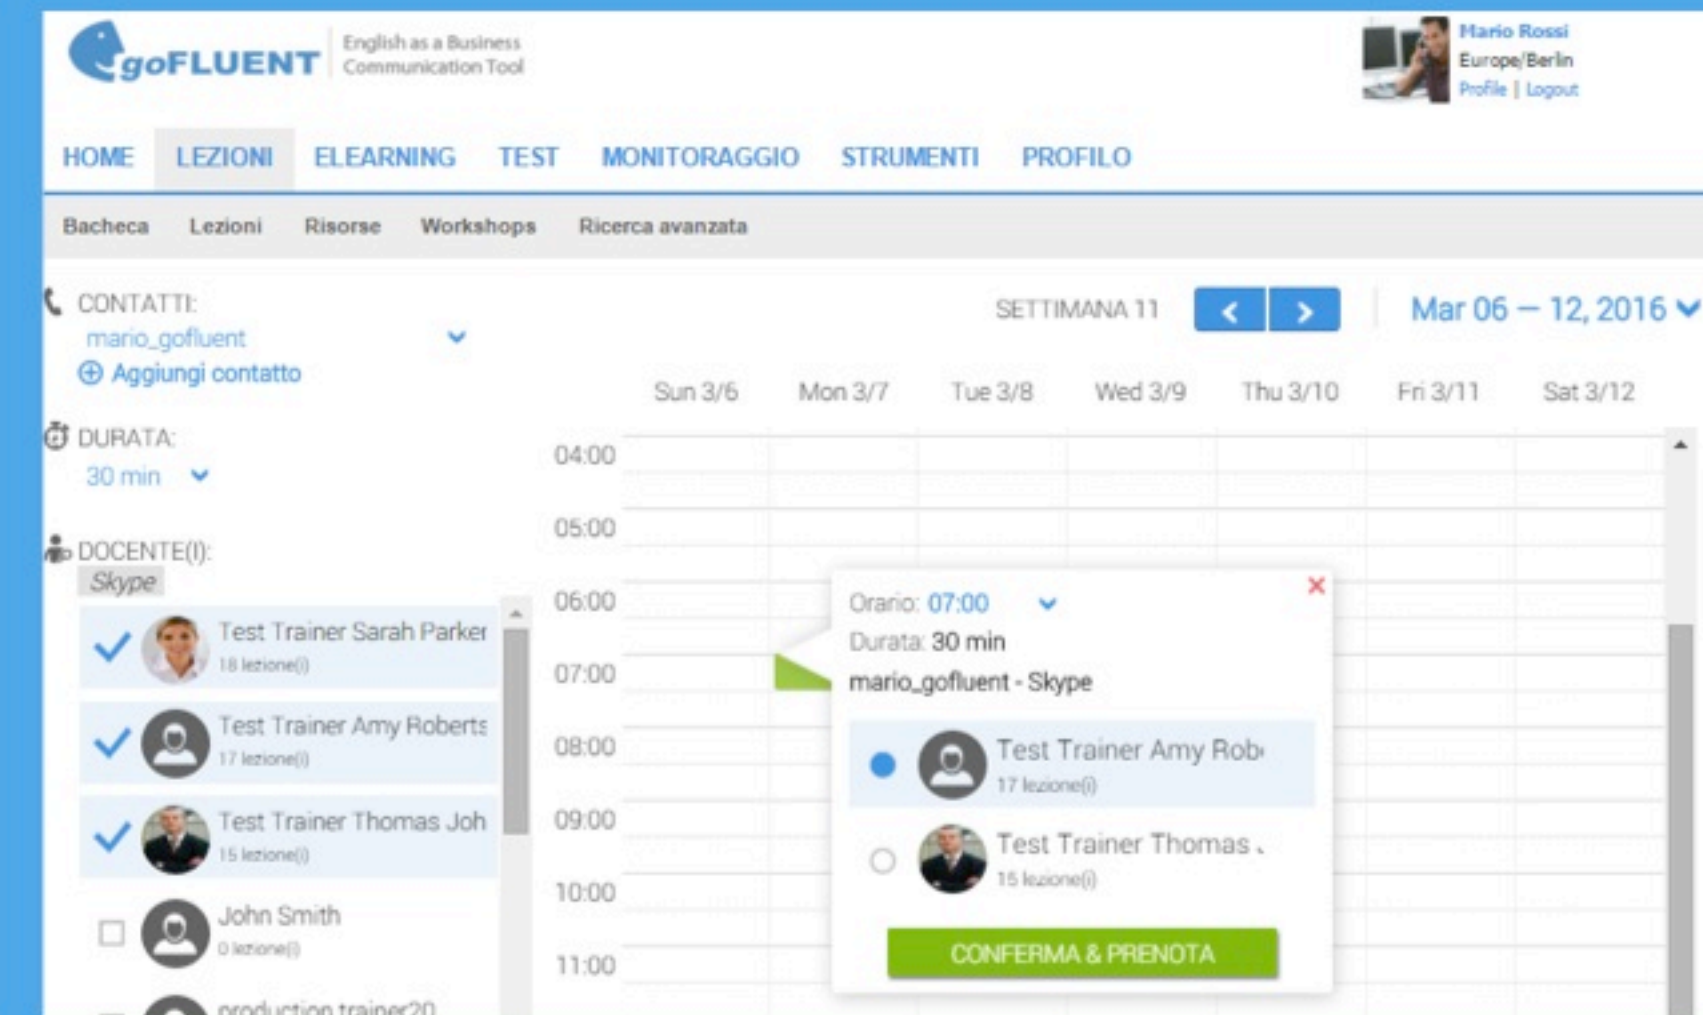 goFLUENT
English as a Business
Communication Tool
Mario Rossi
Europe/Berlin
Profile | Logout
HOME LEZIONI ELEARNING TEST MONITORAGGIO STRUMENTI PROFILO
Bacheca Lezioni Risorse Workshops Ricerca avanzata
CONTATTI:
mario_gofluent
Aggiungi contatto
DURATA:
30 min
DOCENTE(I):
Skype
Test Trainer Sarah Parker
18 lezione(i)
Test Trainer Amy Roberts
17 lezione(i)
Test Trainer Thomas Joh
15 lezione(i)
John Smith
0 lezione(i)
production trainer20
SETTIMANA 11 < > Mar 06 — 12, 2016
Sun 3/6 Mon 3/7 Tue 3/8 Wed 3/9 Thu 3/10 Fri 3/11 Sat 3/12
04:00
05:00
06:00
07:00
08:00
09:00
10:00
11:00
Orario: 07:00
Durata: 30 min
mario_gofluent - Skype
Test Trainer Amy Rob
17 lezione(i)
Test Trainer Thomas
15 lezione(i)
CONFERMA & PRENOTA